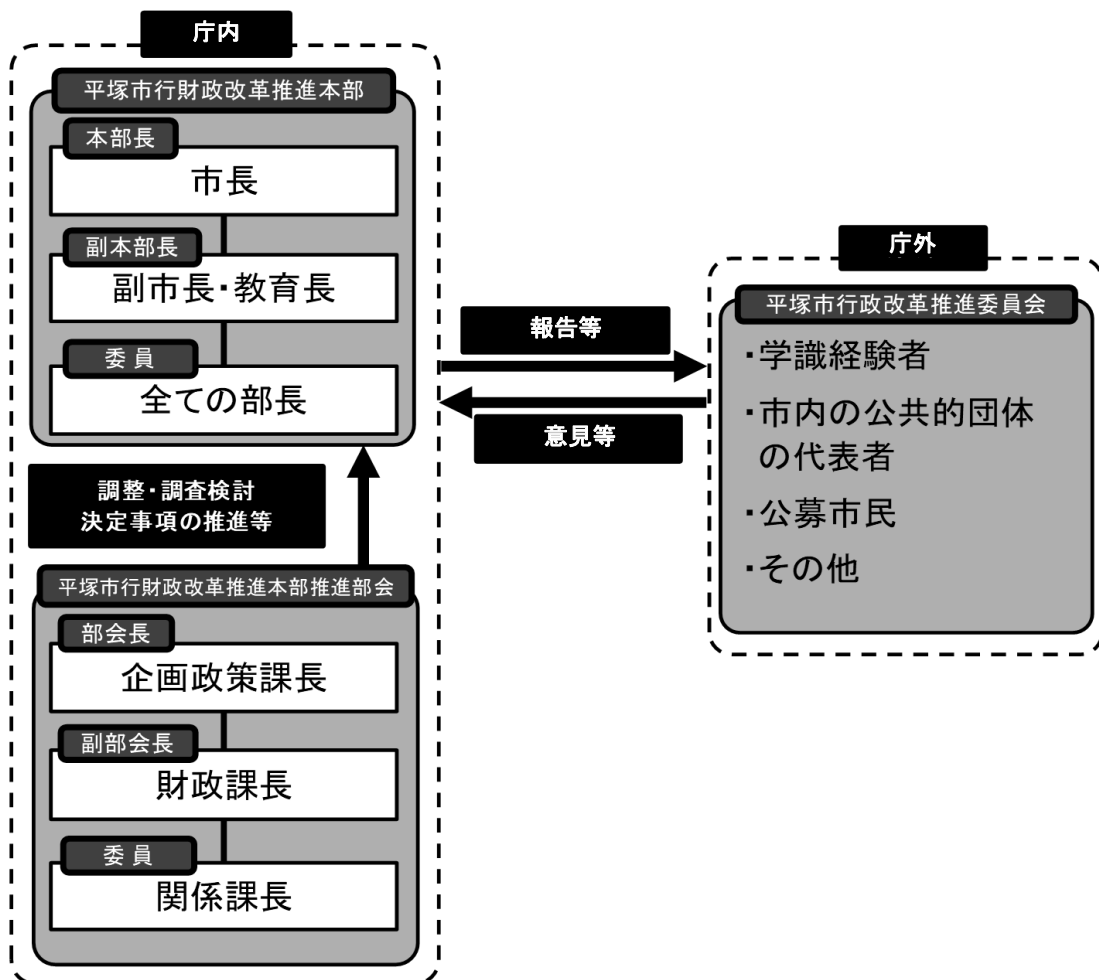 庁内
平塚市行財政改革推進本部
本部長
市長
副本部長
副市長・教育長
委員
全ての部長
調整・調査検討
決定事項の推進等
平塚市行財政改革推進本部推進部会
部会長
企画政策課長
副部会長
財政課長
委員
関係課長
報告等
意見等
庁外
平塚市行政改革推進委員会
・学識経験者
・市内の公共的団体
の代表者
・公募市民
・その他